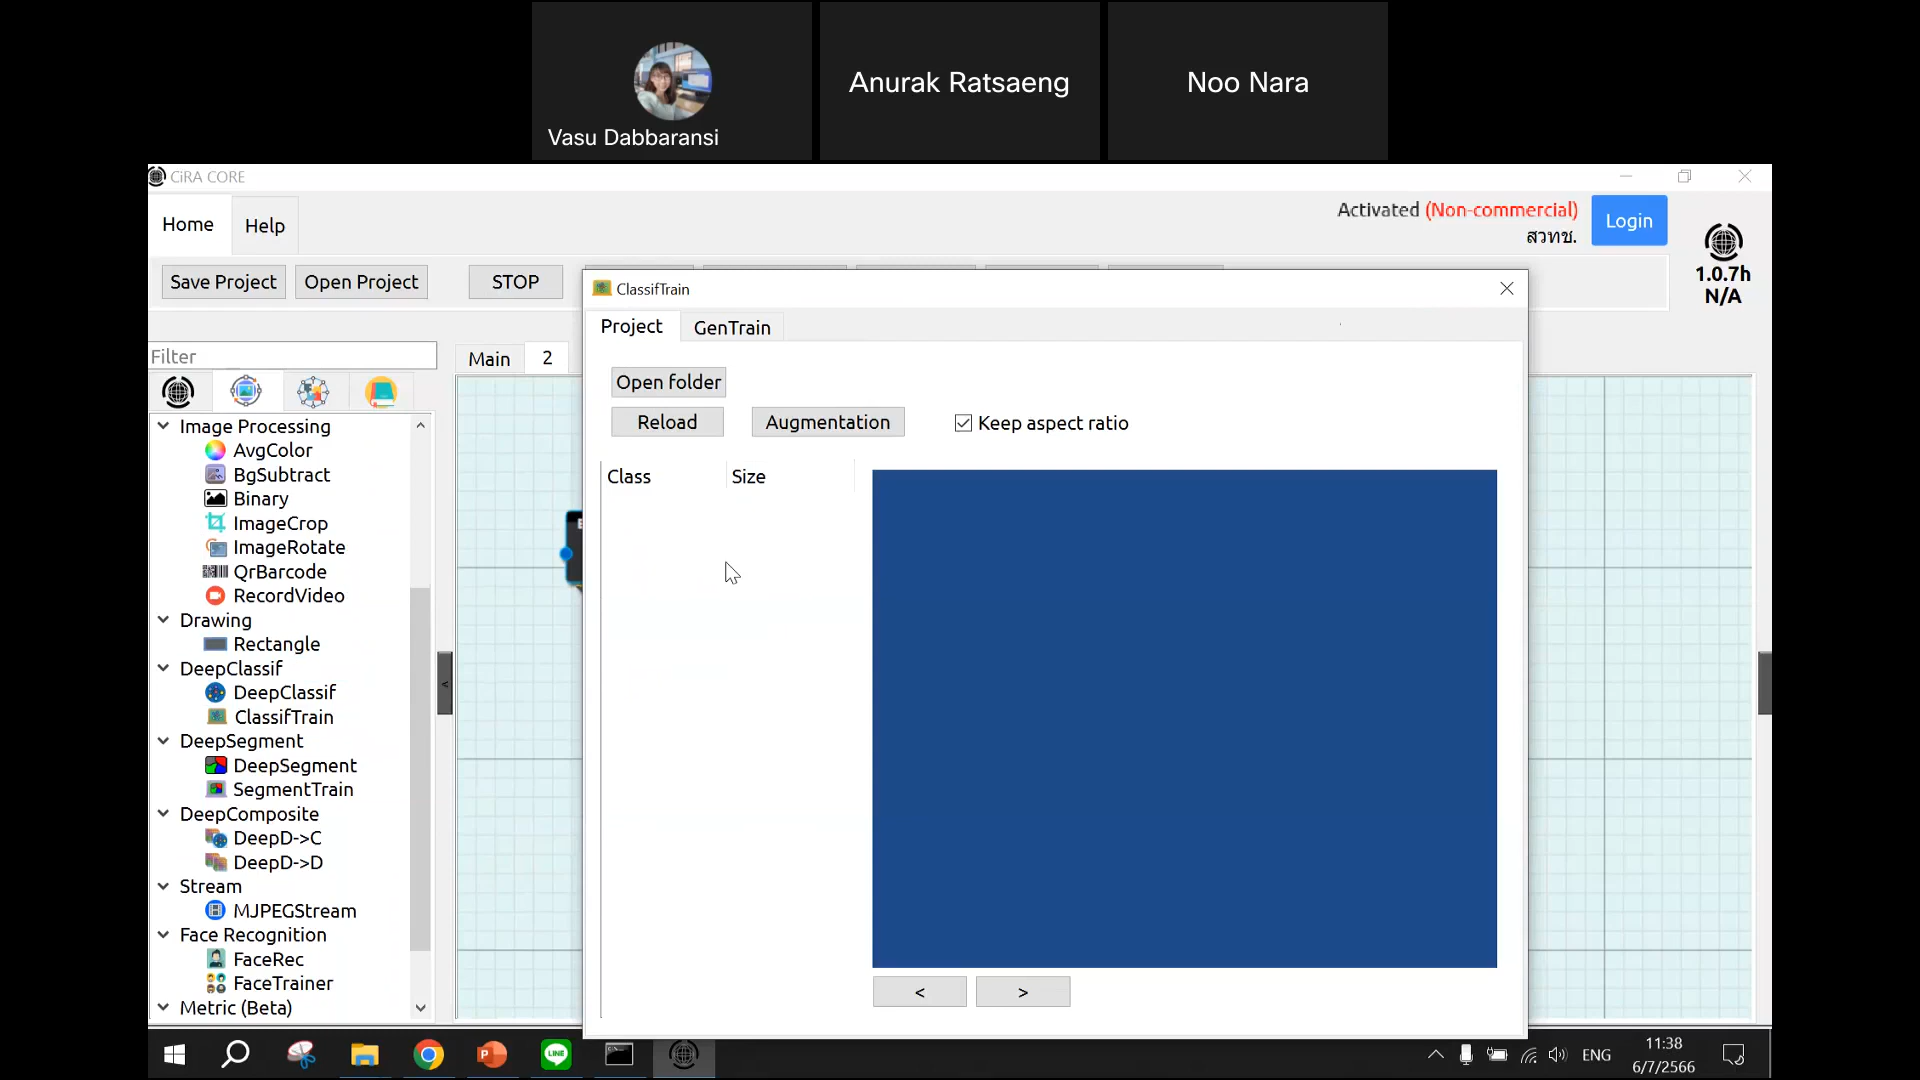 Vasu Dabbaransi
Anurak Ratsaeng
Noo Nara
CiRA CORE
Home
Help
Activated (Non-commercial)
สวทช.
Login
1.0.7h
N/A
Save Project
Open Project
STOP
ClassifTrain
Project
GenTrain
Filter
Main
2
Open folder
Reload
Augmentation
Keep aspect ratio
Class
Size
Image Processing
AvgColor
BgSubtract
Binary
ImageCrop
ImageRotate
QrBarcode
RecordVideo
Drawing
Rectangle
DeepClassif
DeepClassif
ClassifTrain
DeepSegment
DeepSegment
SegmentTrain
DeepComposite
DeepD->C
DeepD->D
Stream
MJPEGStream
Face Recognition
FaceRec
FaceTrainer
Metric (Beta)
<
<
>
LINE
ENG
11:38
6/7/2566